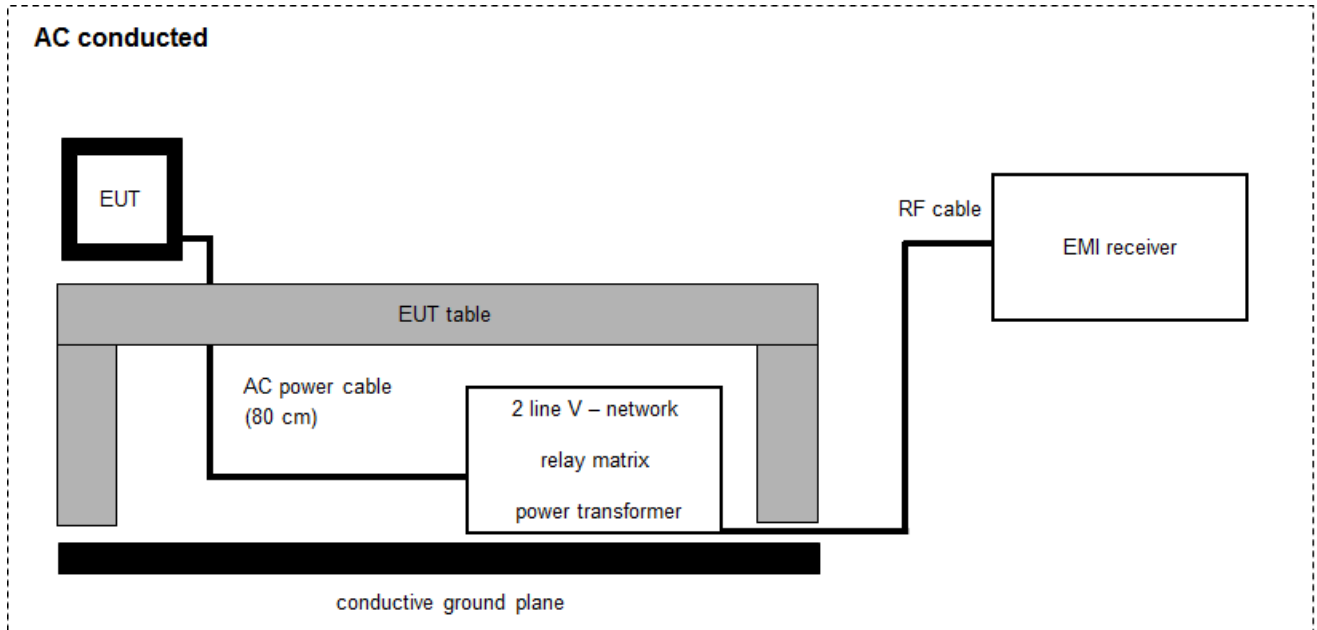 AC conducted
EUT
RF cable
EMI receiver
EUT table
AC power cable
(80 cm)
2 line V – network
relay matrix
power transformer
conductive ground plane